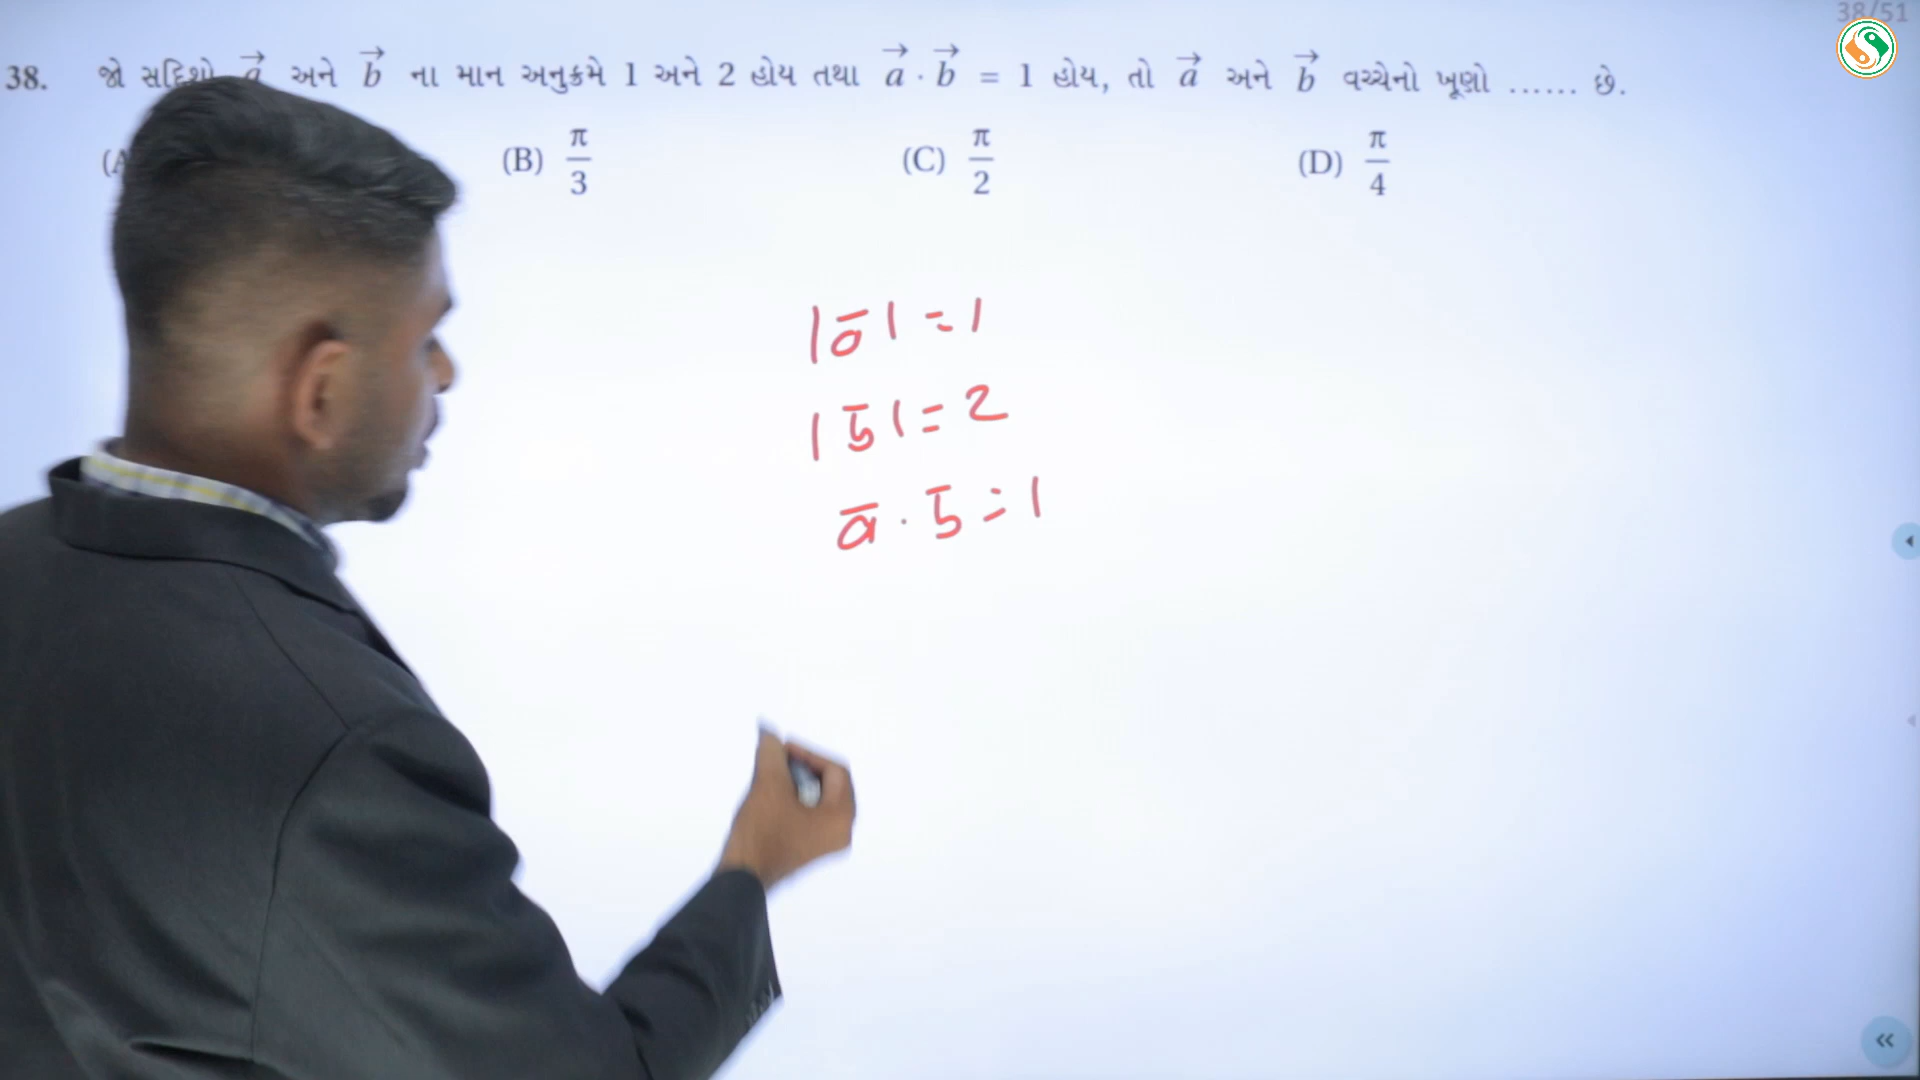 38/51
38. જો સદિશો a⃗ અને b⃗ ના માન અનુક્રમે 1 અને 2 હોય તથા a⃗ · b⃗ = 1 હોય, તો a⃗ અને b⃗ વચ્ચેનો ખૂણો ...... છે.
(A (B) π/3 (C) π/2 (D) π/4
|a̅| = 1
|b̅| = 2
a̅ · b̅ = 1